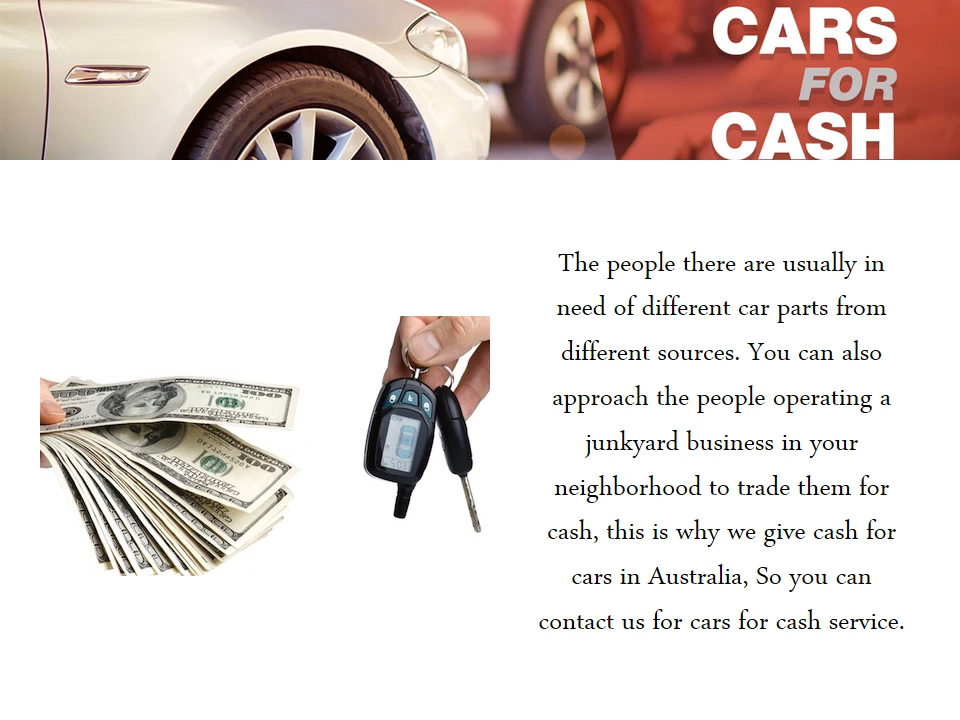 CARS
FOR
CASH
The people there are usually in
need of different car parts from
different sources. You can also
approach the people operating a
junkyard business in your
neighborhood to trade them for
cash, this is why we give cash for
cars in Australia, So you can
contact us for cars for cash service.
100
100